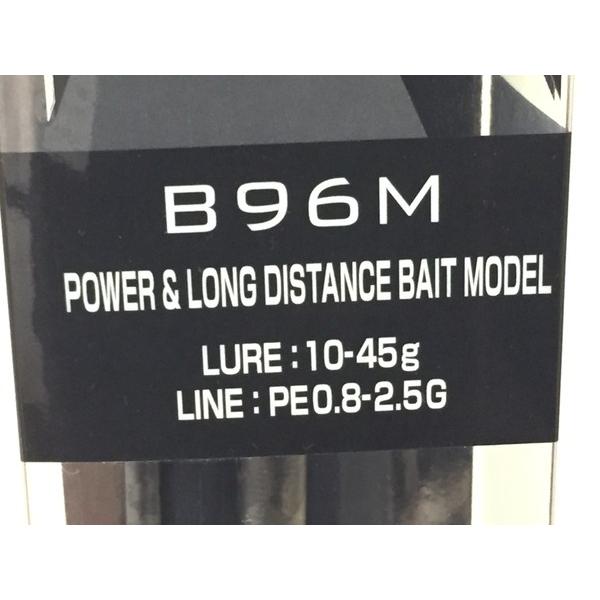 B96M
POWER & LONG DISTANCE BAIT MODEL
LURE : 10-45g
LINE : PE0.8-2.5G